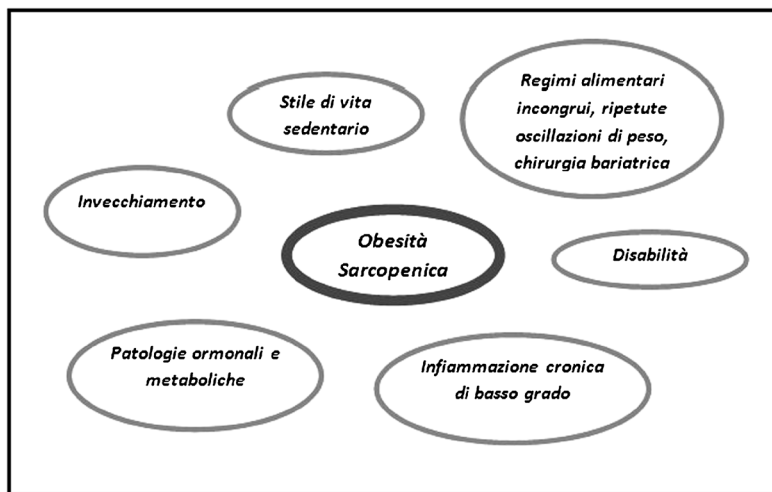 Regimi alimentari
incongrui, ripetute
oscillazioni di peso,
chirurgia bariatrica
Stile di vita
sedentario
Invecchiamento
Obesità
Sarcopenica
Disabilità
Patologie ormonali e
metaboliche
Infiammazione cronica
di basso grado